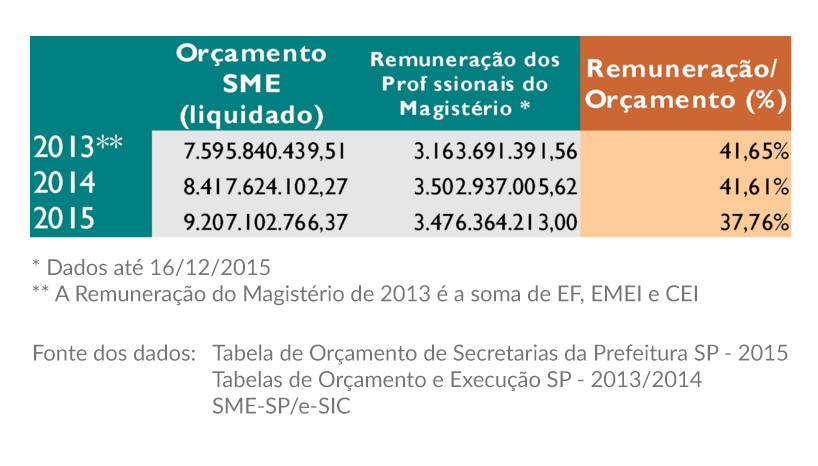 Orçamento SME (liquidado) Remuneração dos Prof ssionais do Magistério * Remuneração/ Orçamento (%)
2013** 7.595.840.439,51 3.163.691.391,56 41,65%
2014 8.417.624.102,27 3.502.937.005,62 41,61%
2015 9.207.102.766,37 3.476.364.213,00 37,76%
* Dados até 16/12/2015
** A Remuneração do Magistério de 2013 é a soma de EF, EMEI e CEI
Fonte dos dados: Tabela de Orçamento de Secretarias da Prefeitura SP - 2015
Tabelas de Orçamento e Execução SP - 2013/2014
SME-SP/e-SIC